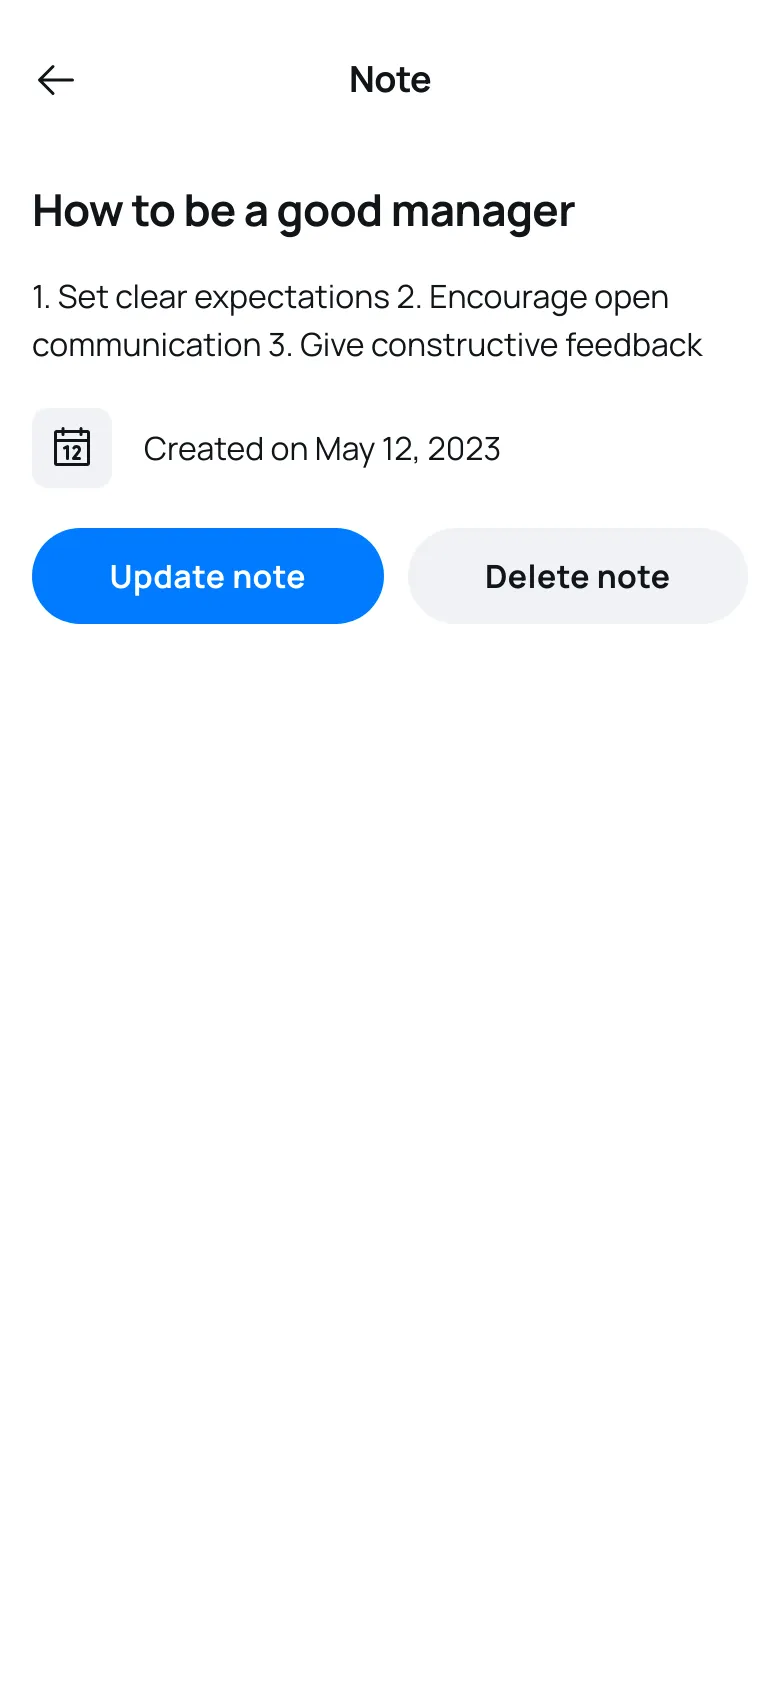 Note
How to be a good manager
1. Set clear expectations 2. Encourage open
communication 3. Give constructive feedback
12
Created on May 12, 2023
Update note
Delete note